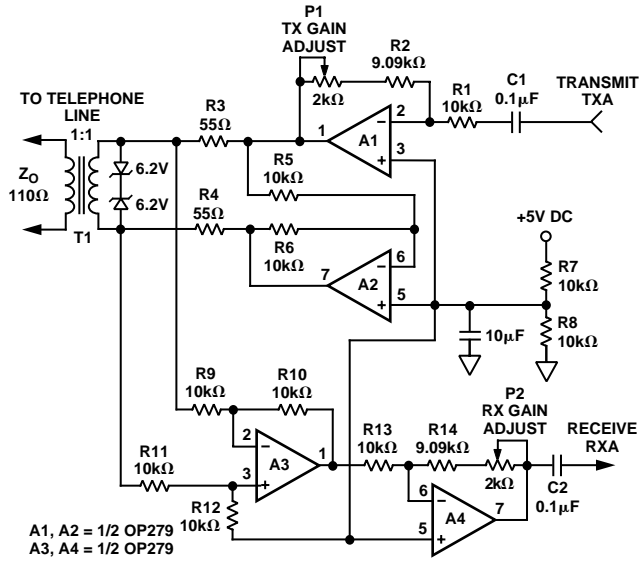 P1
TX GAIN
ADJUST
R2
9.09kΩ
2kΩ
C1
0.1µF
TRANSMIT
TXA
R1
10kΩ
TO TELEPHONE
LINE
1:1
R3
55Ω
1
A1
2
3
6.2V
6.2V
ZO
110Ω
T1
R5
10kΩ
R4
55Ω
R6
10kΩ
+5V DC
6
7
A2
5
R7
10kΩ
10µF
R8
10kΩ
R9
10kΩ
R10
10kΩ
P2
RX GAIN
ADJUST
RECEIVE
RXA
R13
10kΩ
R14
9.09kΩ
2kΩ
C2
0.1µF
2
A3
1
3
R11
10kΩ
R12
10kΩ
6
A4
7
5
A1, A2 = 1/2 OP279
A3, A4 = 1/2 OP279